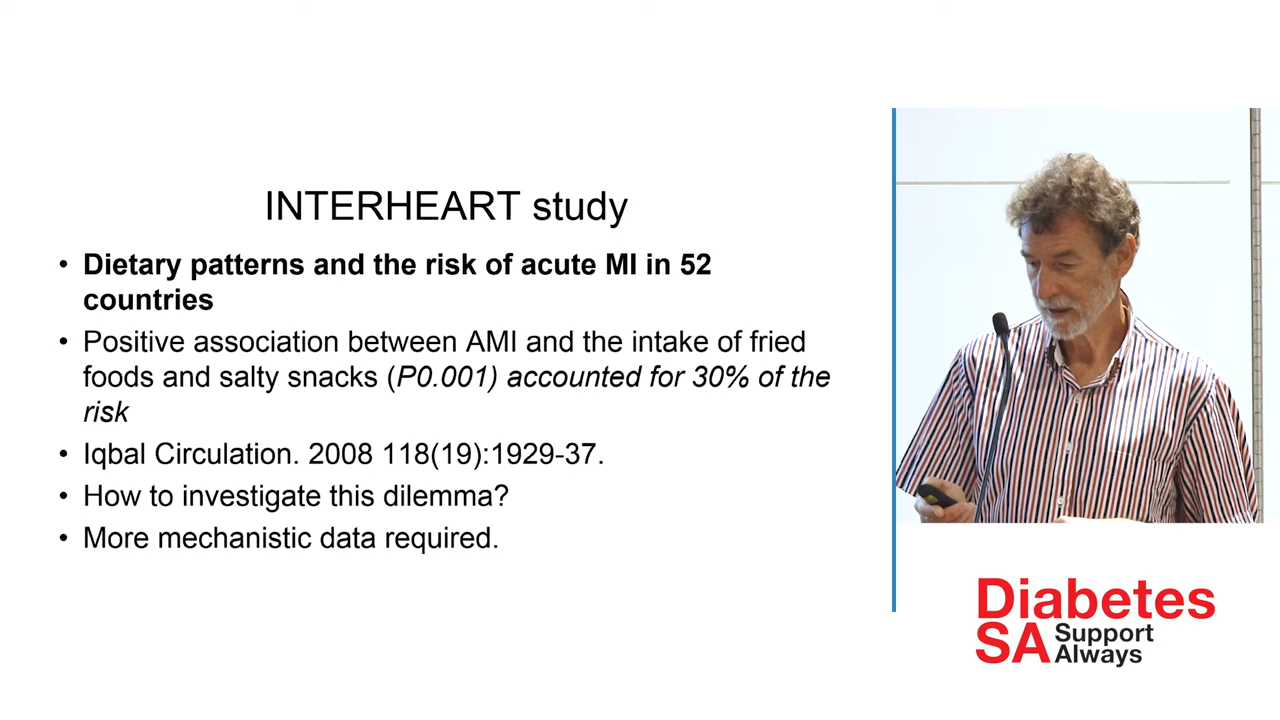 INTERHEART study
• Dietary patterns and the risk of acute MI in 52
countries
• Positive association between AMI and the intake of fried
foods and salty snacks (P0.001) accounted for 30% of the
risk
• Iqbal Circulation. 2008 118(19):1929-37.
• How to investigate this dilemma?
• More mechanistic data required.
Diabetes
SA Support
Always